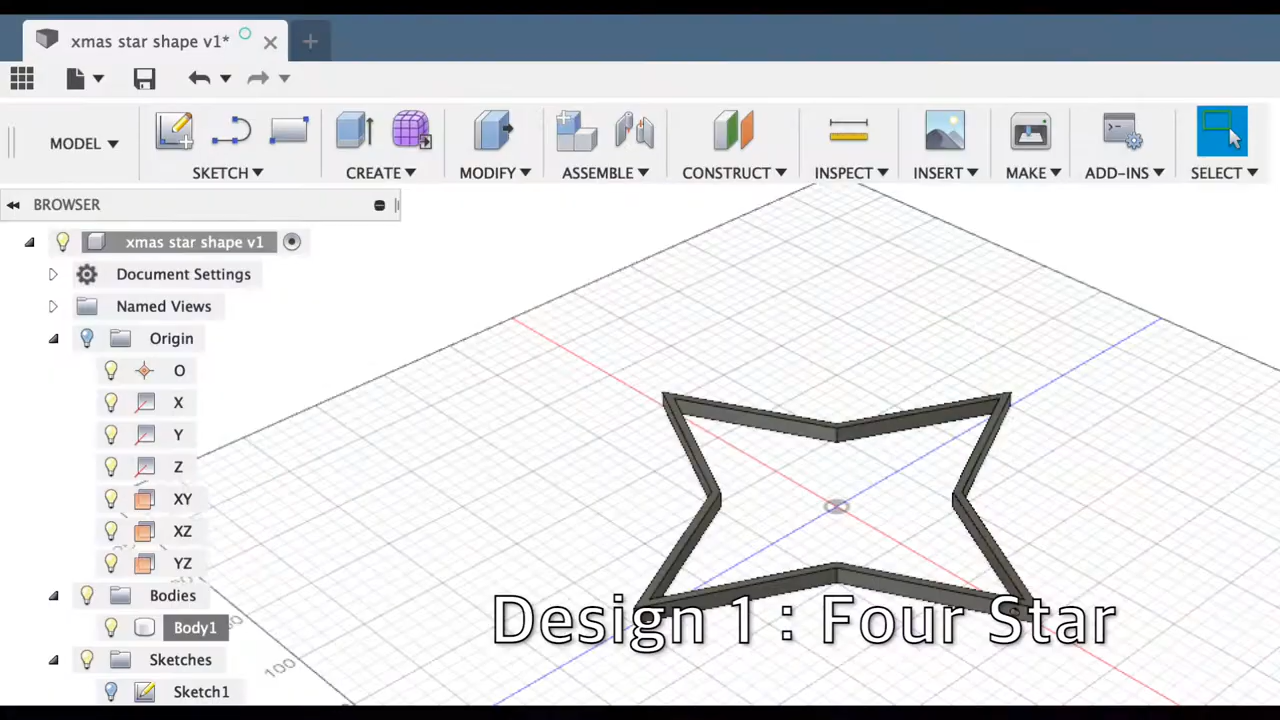 xmas star shape v1*
MODEL
SKETCH
CREATE
MODIFY
ASSEMBLE
CONSTRUCT
INSPECT
INSERT
MAKE
ADD-INS
SELECT
BROWSER
xmas star shape v1
Document Settings
Named Views
Origin
O
X
Y
Z
XY
XZ
YZ
Bodies
Body1
Sketches
100
Sketch1
Design 1 : Four Star